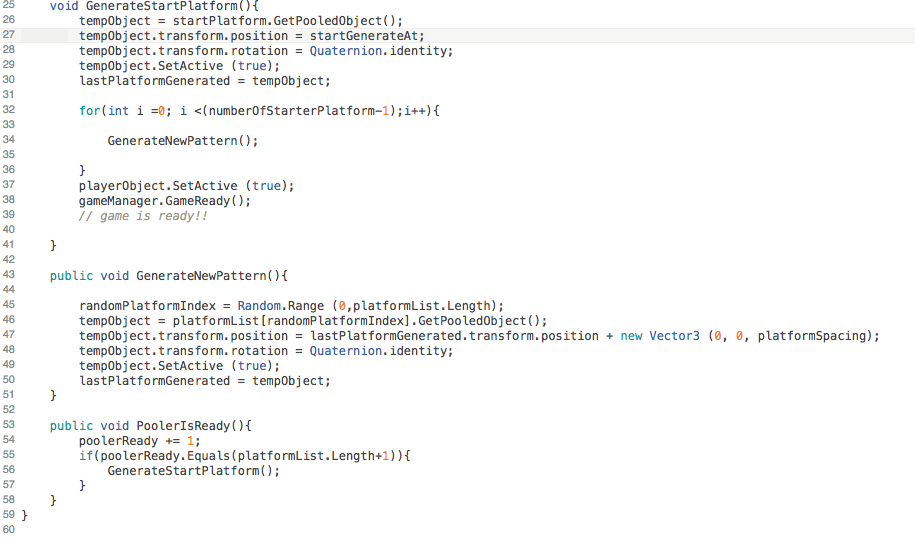 25 void GenerateStartPlatform(){
26 tempObject = startPlatform.GetPooledObject();
27 tempObject.transform.position = startGenerateAt;
28 tempObject.transform.rotation = Quaternion.identity;
29 tempObject.SetActive (true);
30 lastPlatformGenerated = tempObject;
31
32 for(int i =0; i <(numberOfStarterPlatform-1);i++){
33
34 GenerateNewPattern();
35
36 }
37 playerObject.SetActive (true);
38 gameManager.GameReady();
39 // game is ready!!
40
41 }
42
43 public void GenerateNewPattern(){
44
45 randomPlatformIndex = Random.Range (0,platformList.Length);
46 tempObject = platformList[randomPlatformIndex].GetPooledObject();
47 tempObject.transform.position = lastPlatformGenerated.transform.position + new Vector3 (0, 0, platformSpacing);
48 tempObject.transform.rotation = Quaternion.identity;
49 tempObject.SetActive (true);
50 lastPlatformGenerated = tempObject;
51 }
52
53 public void PoolerIsReady(){
54 poolerReady += 1;
55 if(poolerReady.Equals(platformList.Length+1)){
56 GenerateStartPlatform();
57 }
58 }
59 }
60